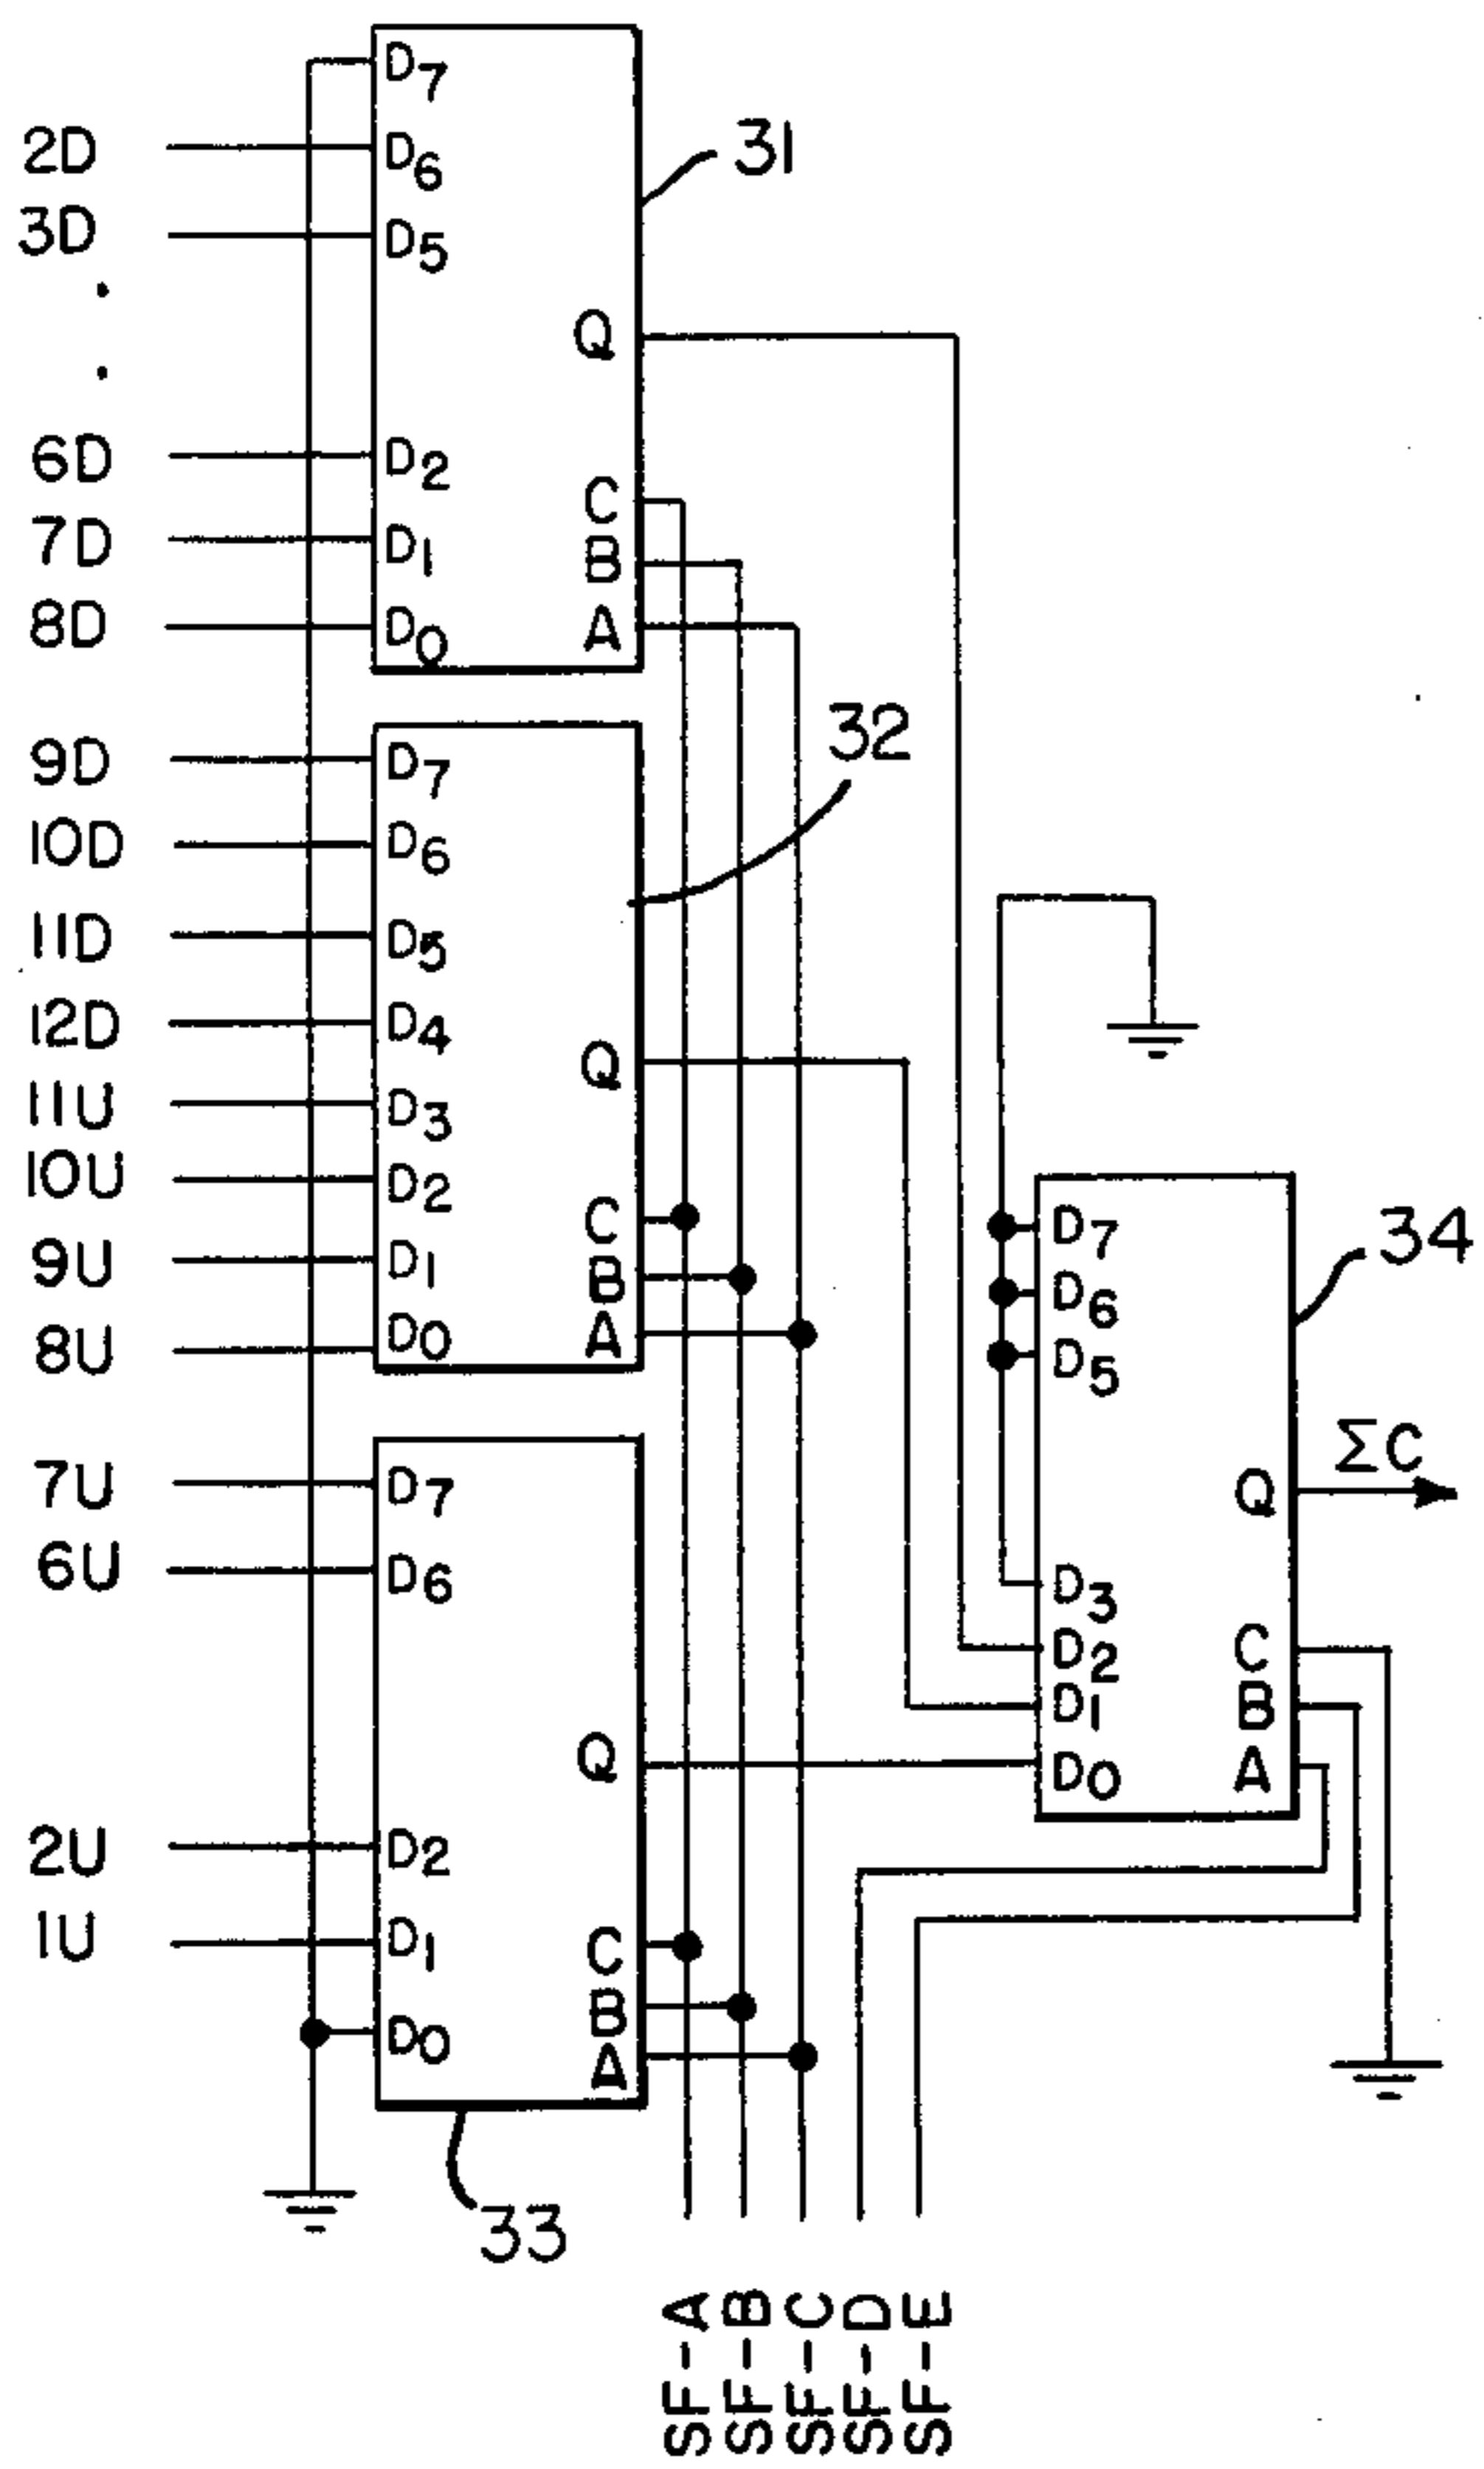 D7
2D D6 31
3D D5
Q
6D D2
C
7D D1
B
8D D0 A
32
9D D7
10D D6
11D D5
12D D4
Q
11U D3
10U D2
C
9U D1
B
8U D0 A
D7 34
D6
D5
7U D7
ΣC
Q
6U D6
D3
D2 C
D1 B
Q D0 A
2U D2
1U D1
C
B
D0
A
33
SF-A
SF-B
SF-C
SF-D
SF-E